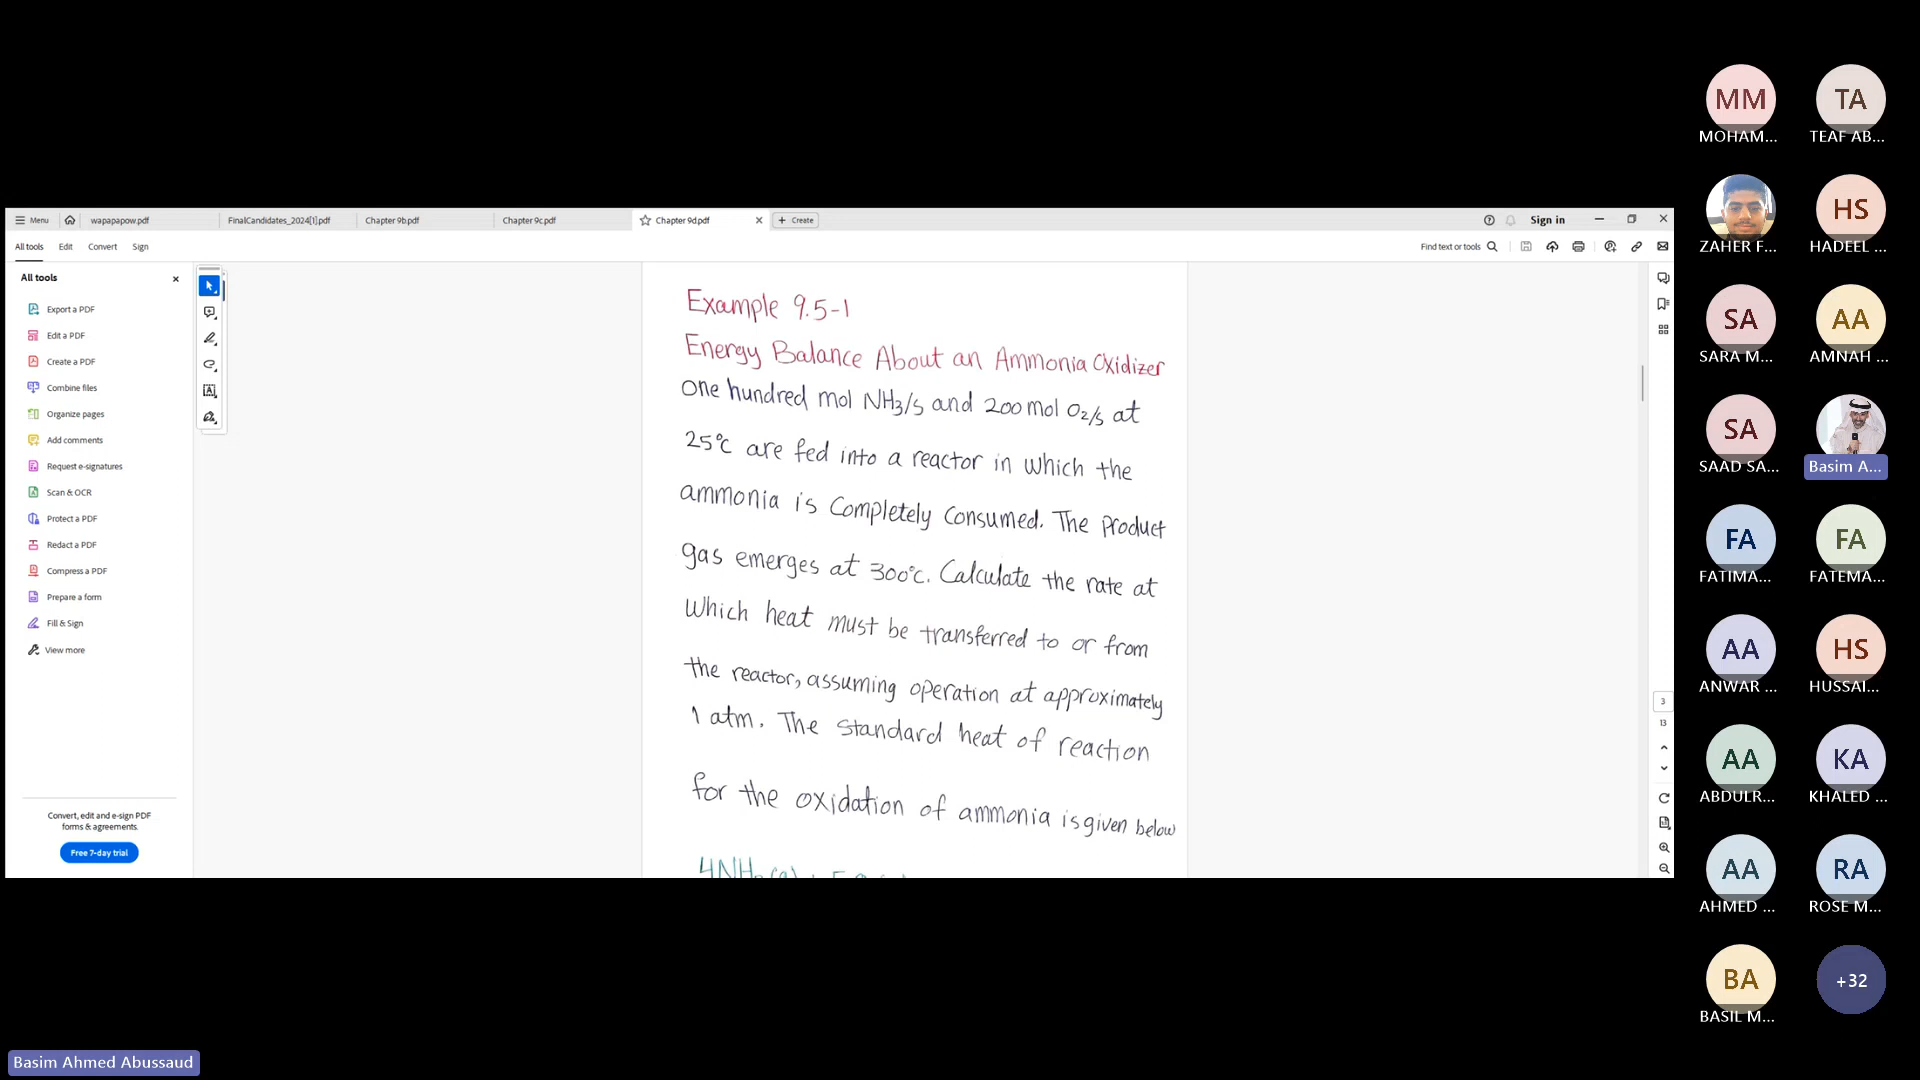 Menu
wapapapow.pdf
FinalCandidates_2024[1].pdf
Chapter 9b.pdf
Chapter 9c.pdf
Chapter 9d.pdf
Create
Sign in
All tools
Edit
Convert
Sign
Find text or tools
All tools
Export a PDF
Edit a PDF
Create a PDF
Combine files
Organize pages
Add comments
Request e-signatures
Scan & OCR
Protect a PDF
Redact a PDF
Compress a PDF
Prepare a form
Fill & Sign
View more
Convert, edit and e-sign PDF
forms & agreements.
Free 7-day trial
Example 9.5-1
Energy Balance About an Ammonia Oxidizer
One hundred mol NH3/s and 200 mol O2/s at
25°C are fed into a reactor in which the
ammonia is completely consumed. The product
gas emerges at 300°C. Calculate the rate at
which heat must be transferred to or from
the reactor, assuming operation at approximately
1 atm. The standard heat of reaction
for the oxidation of ammonia is given below
3
13
MM
MOHAM...
TA
TEAF AB...
ZAHER F...
HS
HADEEL ...
SA
SARA M...
AA
AMNAH ...
SA
SAAD SA...
Basim A...
FA
FATIMA...
FA
FATEMA...
AA
ANWAR ...
HS
HUSSAI...
AA
ABDULR...
KA
KHALED ...
AA
AHMED ...
RA
ROSE M...
BA
BASIL M...
+32
Basim Ahmed Abussaud